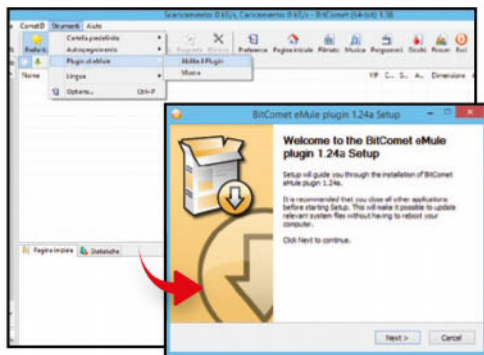 Scaricamento: 0 kB/s, Caricamento: 0 kB/s - BitComet (64-bit) 1.38
CometID Strumenti Aiuto
Preferiti
Cartella predefinita
Autospegnimento
Plugin di eMule
Lingua
Opzioni... Ctrl+P
Abilita il Plugin
Mostra
Preferenze Pagina iniziale Filmato Musica Programmi Giochi Forum Esci
Nome
VIP C... S... A... Dimensione
Pagina iniziale Statistiche
BitComet eMule plugin 1.24a Setup
Welcome to the BitComet eMule
plugin 1.24a Setup
Setup will guide you through the installation of BitComet
eMule plugin 1.24a.
It is recommended that you close all other applications
before starting Setup. This will make it possible to update
relevant system files without having to reboot your
computer.
Click Next to continue.
Next > Cancel